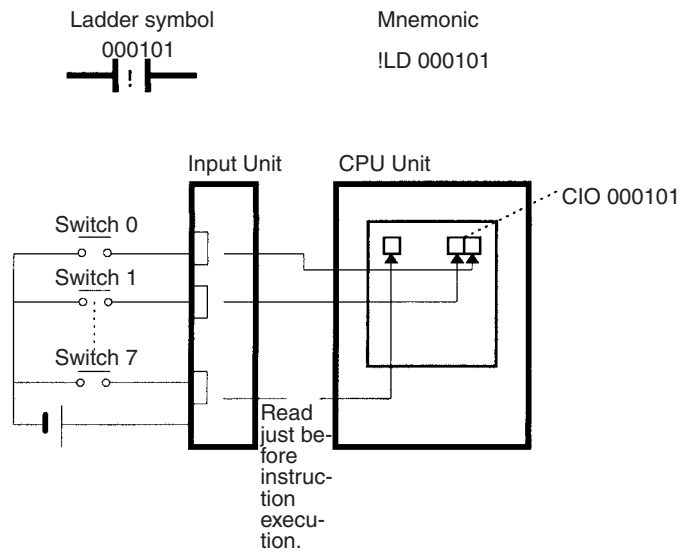 Ladder symbol
000101
!
Mnemonic
!LD 000101
Input Unit
CPU Unit
CIO 000101
Switch 0
Switch 1
Switch 7
Read
just be-
fore
instruc-
tion
execu-
tion.